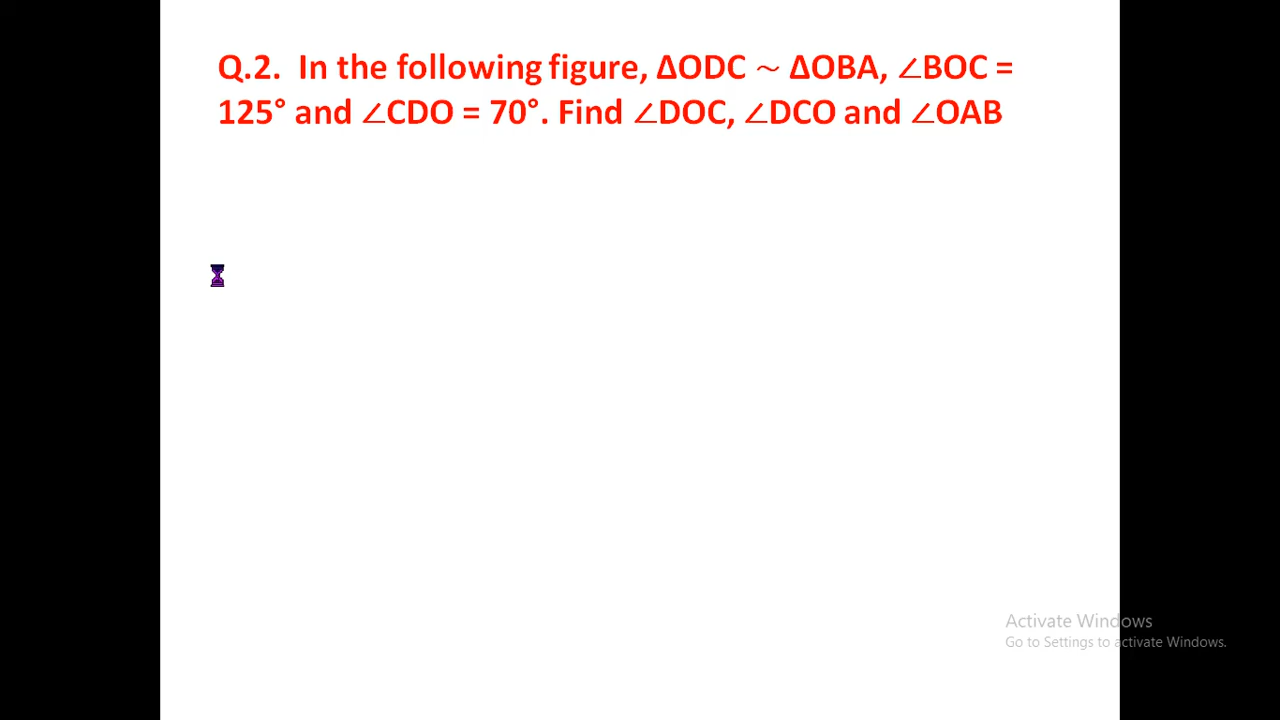 Q.2.  In the following figure, ΔODC ∼ ΔOBA, ∠BOC =
125° and ∠CDO = 70°. Find ∠DOC, ∠DCO and ∠OAB
Activate Windows
Go to Settings to activate Windows.